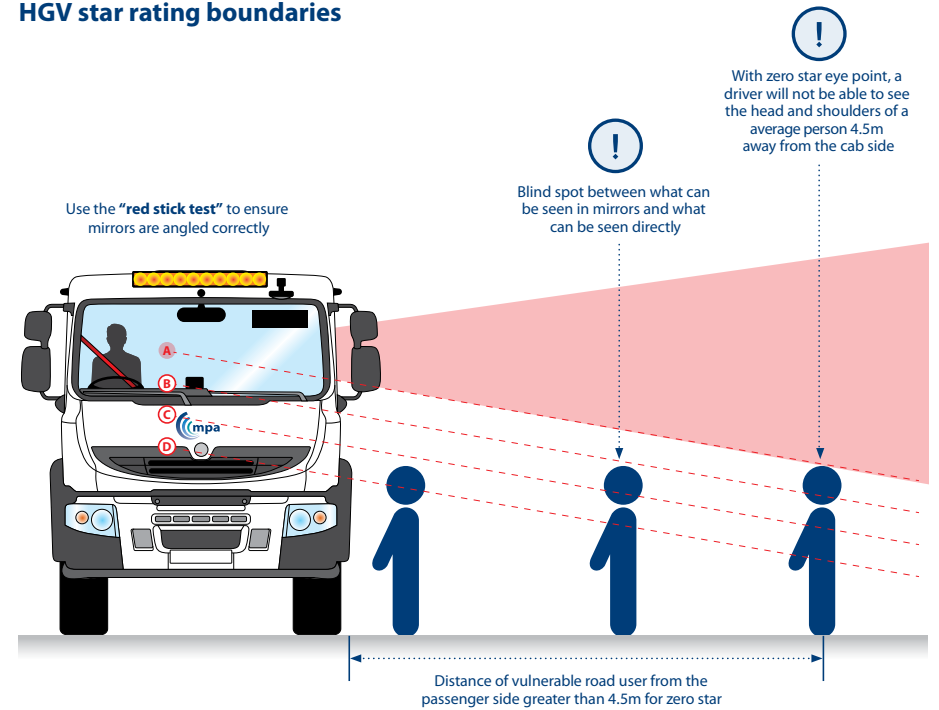 HGV star rating boundaries
With zero star eye point, a
driver will not be able to see
the head and shoulders of a
average person 4.5m
away from the cab side
!
!
Blind spot between what can
be seen in mirrors and what
can be seen directly
Use the “red stick test” to ensure
mirrors are angled correctly
A
B
C
mpa
D
Distance of vulnerable road user from the
passenger side greater than 4.5m for zero star